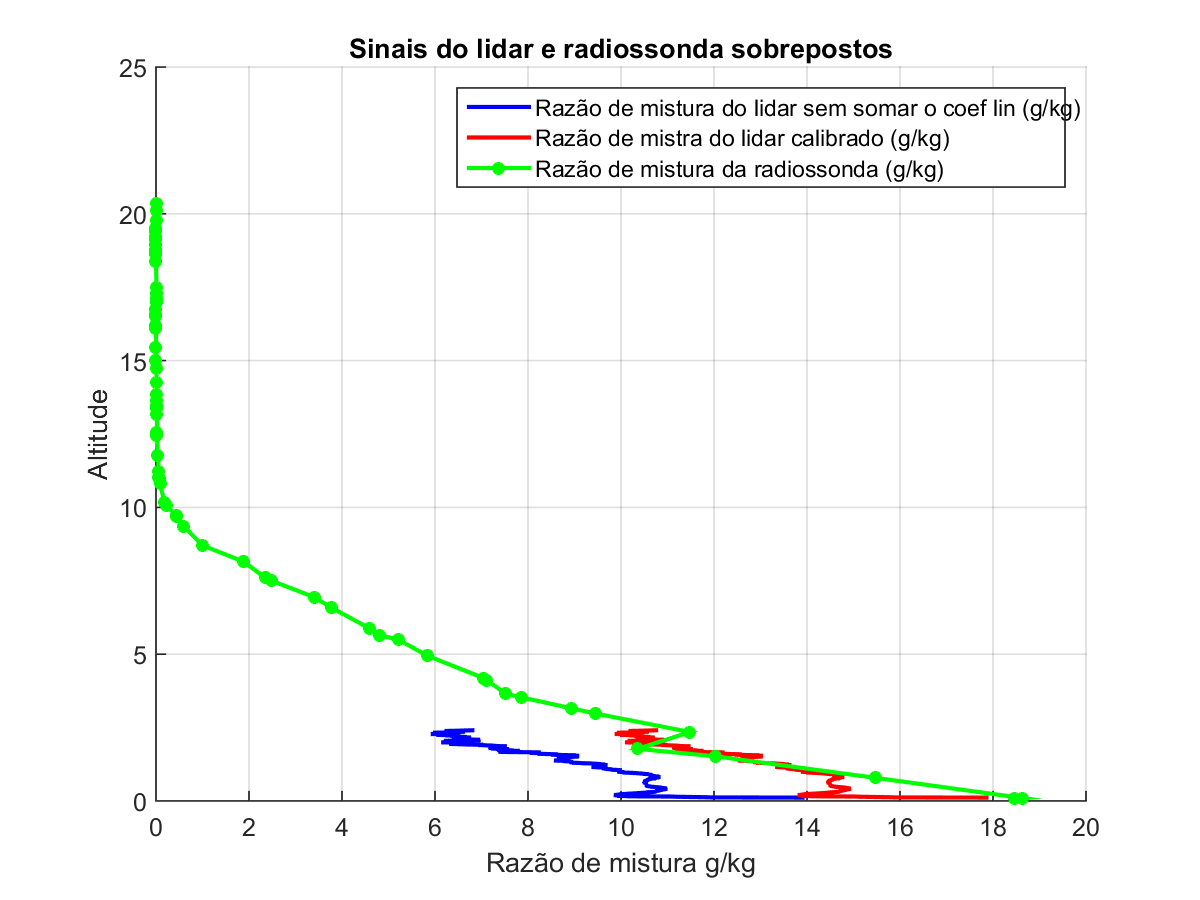 Sinais do lidar e radiossonda sobrepostos
25
Razão de mistura do lidar sem somar o coef lin (g/kg)
Razão de mistra do lidar calibrado (g/kg)
Razão de mistura da radiossonda (g/kg)
20
15
Altitude
10
5
0
0 2 4 6 8 10 12 14 16 18 20
Razão de mistura g/kg